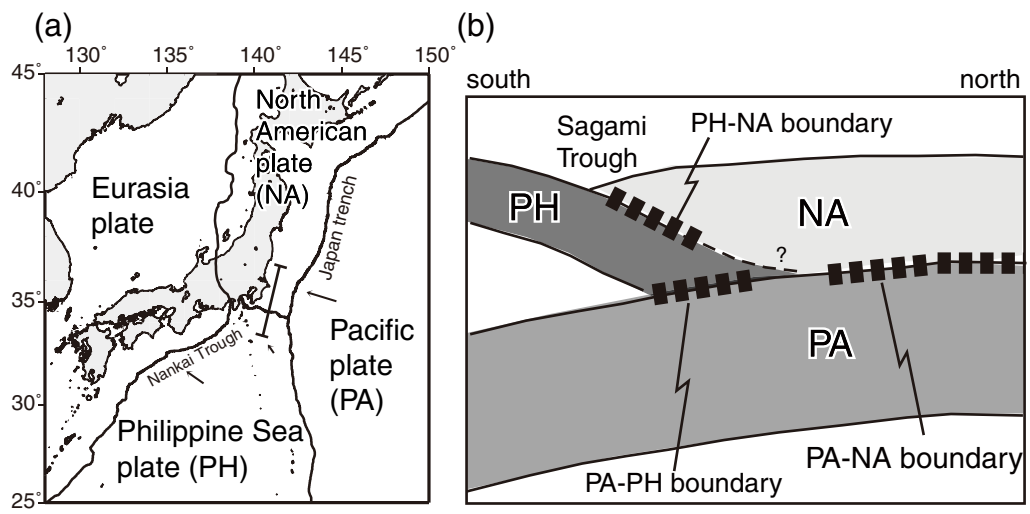 (a)
130˚ 135˚ 140˚ 145˚ 150˚
45˚
40˚
35˚
30˚
25˚
North
American
plate
(NA)
Eurasia
plate
Japan trench
Nankai Trough
Pacific
plate
(PA)
Philippine Sea
plate (PH)
(b)
south north
Sagami
Trough
PH-NA boundary
PH
NA
?
PA
PA-PH boundary
PA-NA boundary